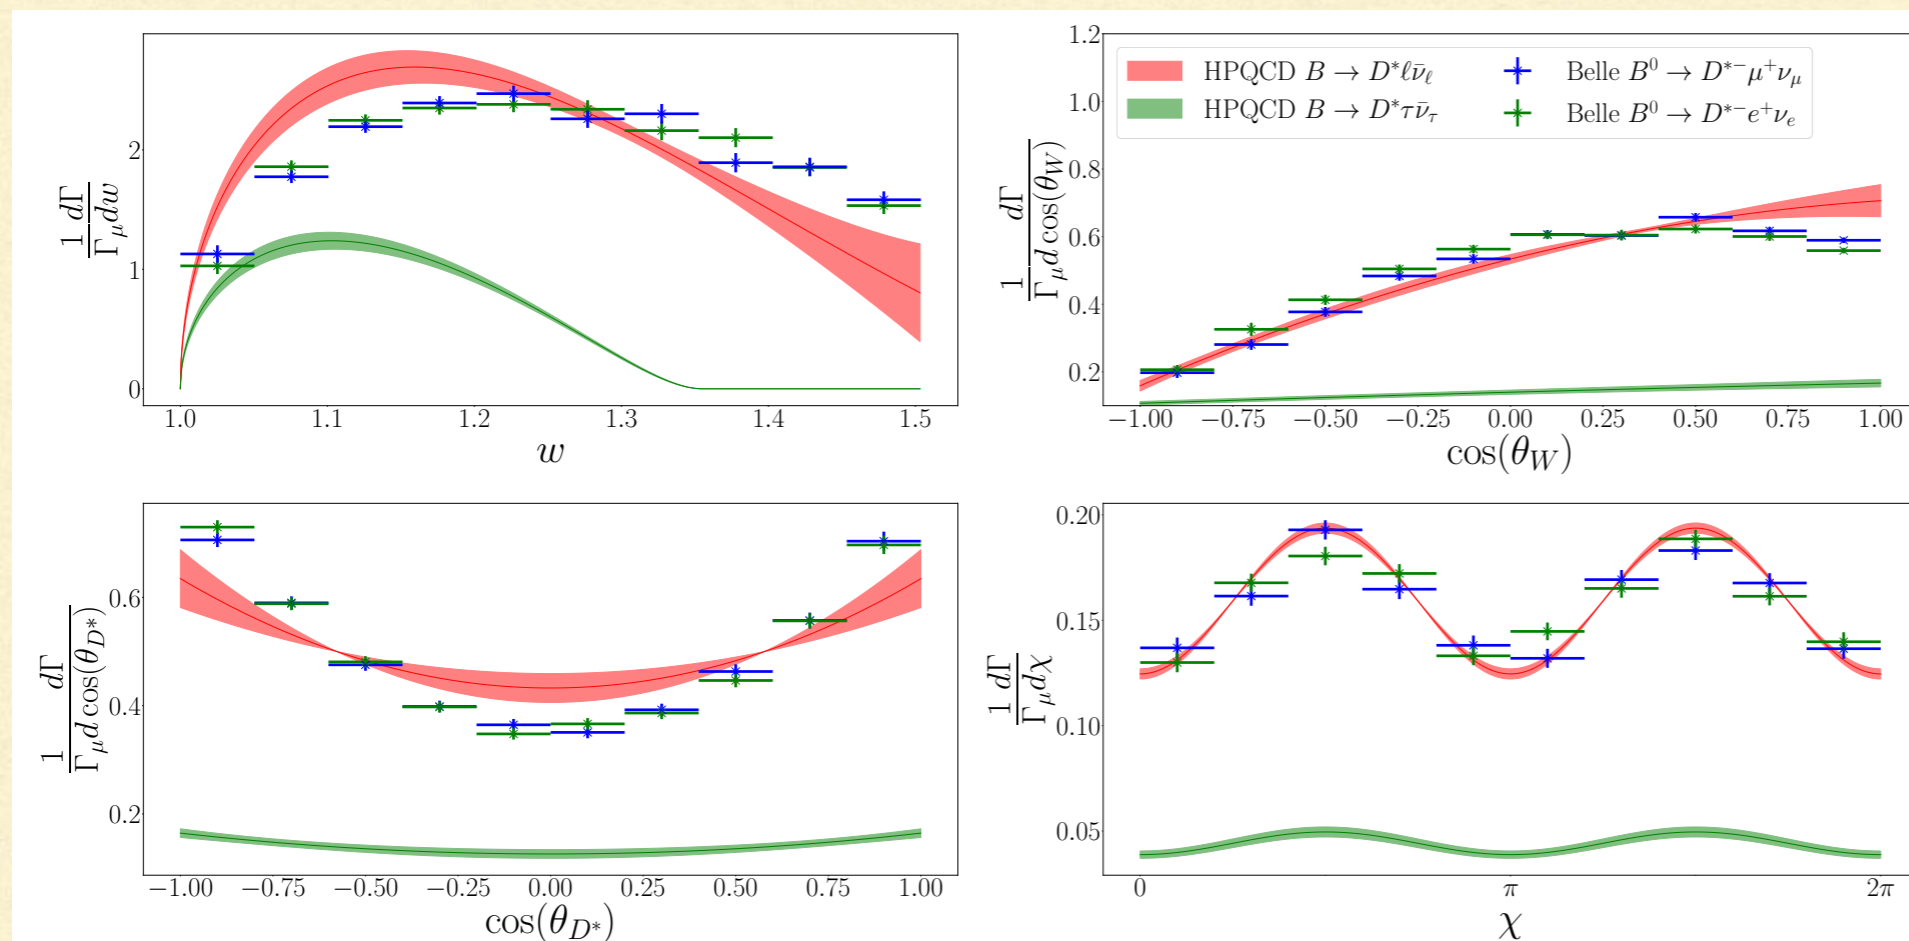 1.2
HPQCD B → D*ℓν̄_ℓ
HPQCD B → D*τν̄_τ
Belle B⁰ → D*⁻μ⁺ν_μ
Belle B⁰ → D*⁻e⁺ν_e
1.0
0.8
0.6
0.4
0.2
1/Γ_μ dΓ/d cos(θ_W)
−1.00 −0.75 −0.50 −0.25 0.00 0.25 0.50 0.75 1.00
cos(θ_W)
2
1
0
1/Γ_μ dΓ/dw
1.0 1.1 1.2 1.3 1.4 1.5
w
0.6
0.4
0.2
1/Γ_μ dΓ/d cos(θ_{D*})
−1.00 −0.75 −0.50 −0.25 0.00 0.25 0.50 0.75 1.00
cos(θ_{D*})
0.20
0.15
0.10
0.05
1/Γ_μ dΓ/dχ
0 π 2π
χ